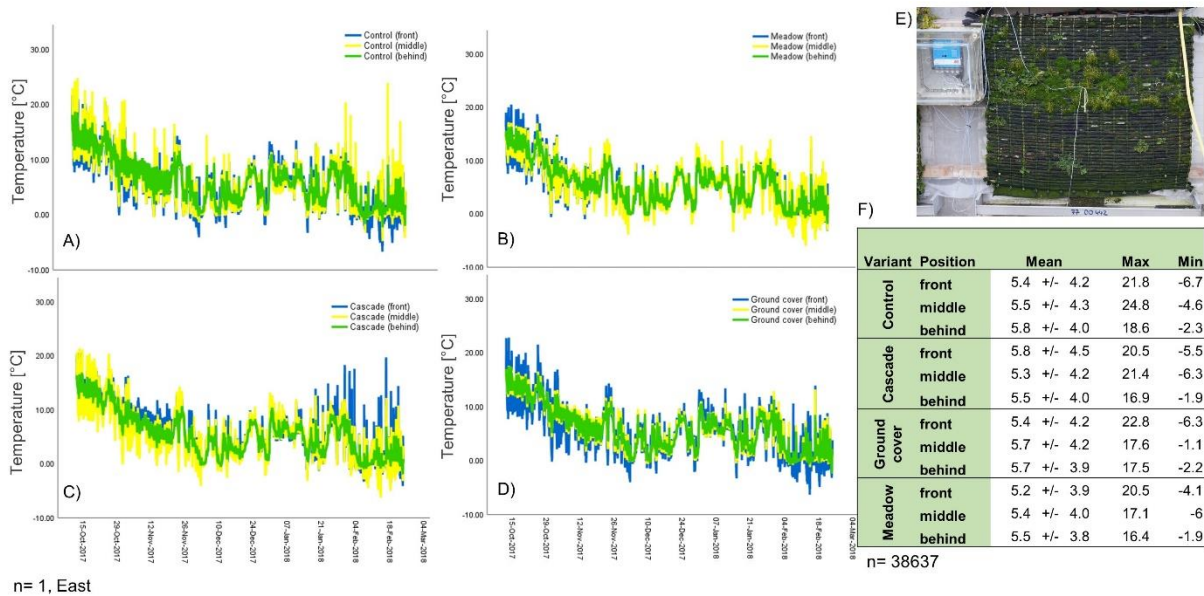 30.00
20.00
10.00
0.00
-10.00
Temperature [°C]
Control (front)
Control (middle)
Control (behind)
A)
30.00
20.00
10.00
0.00
-10.00
Temperature [°C]
Meadow (front)
Meadow (middle)
Meadow (behind)
B)
30.00
20.00
10.00
0.00
-10.00
Temperature [°C]
Cascade (front)
Cascade (middle)
Cascade (behind)
C)
15-Oct-2017
29-Oct-2017
12-Nov-2017
26-Nov-2017
10-Dec-2017
24-Dec-2017
07-Jan-2018
21-Jan-2018
04-Feb-2018
18-Feb-2018
04-Mar-2018
30.00
20.00
10.00
0.00
-10.00
Temperature [°C]
Ground cover (front)
Ground cover (middle)
Ground cover (behind)
D)
15-Oct-2017
29-Oct-2017
12-Nov-2017
26-Nov-2017
10-Dec-2017
24-Dec-2017
07-Jan-2018
21-Jan-2018
04-Feb-2018
18-Feb-2018
04-Mar-2018
n= 1, East
E)
F)
Variant Position Mean Max Min
Control
front 5.4 +/- 4.2 21.8 -6.7
middle 5.5 +/- 4.3 24.8 -4.6
behind 5.8 +/- 4.0 18.6 -2.3
Cascade
front 5.8 +/- 4.5 20.5 -5.5
middle 5.3 +/- 4.2 21.4 -6.3
behind 5.5 +/- 4.0 16.9 -1.9
Ground
cover
front 5.4 +/- 4.2 22.8 -6.3
middle 5.7 +/- 4.2 17.6 -1.1
behind 5.7 +/- 3.9 17.5 -2.2
Meadow
front 5.2 +/- 3.9 20.5 -4.1
middle 5.4 +/- 4.0 17.1 -6
behind 5.5 +/- 3.8 16.4 -1.9
n= 38637